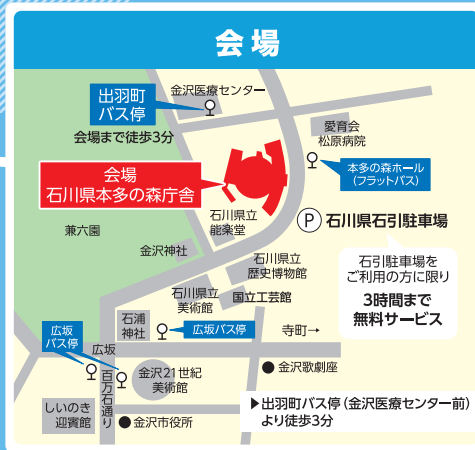 会場
出羽町
バス停
会場まで徒歩3分
金沢医療センター
愛育会
松原病院
本多の森ホール
（フラットバス）
会場
石川県本多の森庁舎
石川県立
能楽堂
兼六園
金沢神社
P 石川県石引駐車場
石引駐車場を
ご利用の方に限り
3時間まで
無料サービス
石川県立
歴史博物館
石川県立
美術館
国立工芸館
石浦
神社
広坂バス停
寺町→
広坂
バス停
広坂
百万石通り
金沢21世紀
美術館
●金沢歌劇座
しいのき
迎賓館
●金沢市役所
▶出羽町バス停（金沢医療センター前）
より徒歩3分